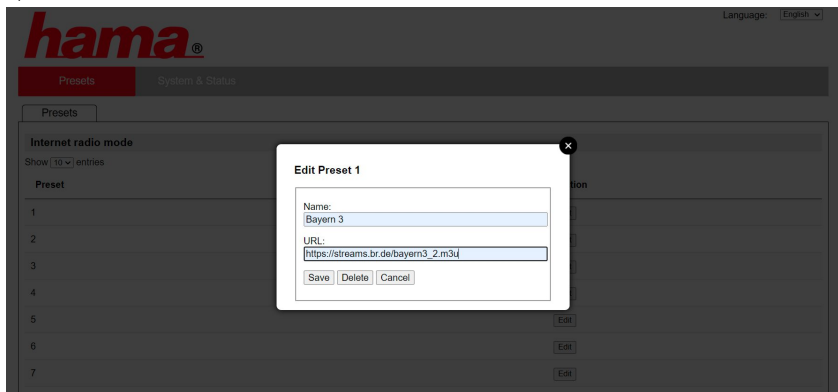 Language: English
hama®
Presets System & Status
Presets
Internet radio mode
Show 10 entries
Preset
Edit Preset 1
Name:
Bayern 3
URL:
https://streams.br.de/bayern3_2.m3u
Save Delete Cancel
1
2
3
4
5 Edit
6 Edit
7 Edit